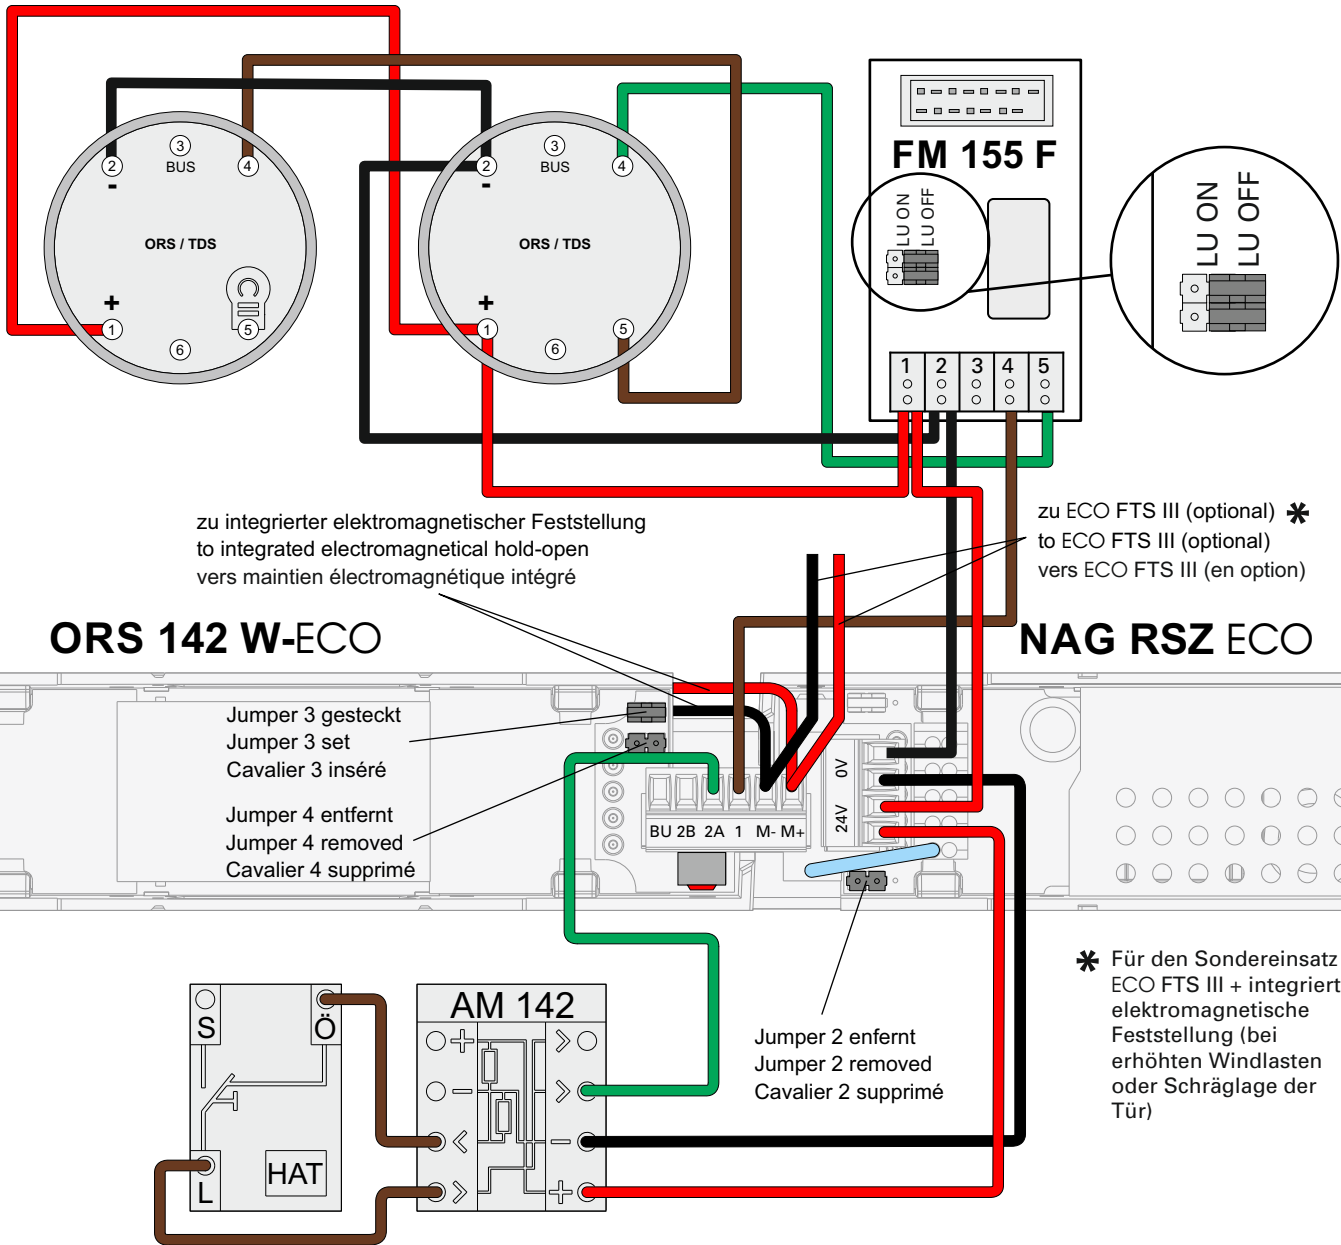 3
BUS
2
4
-
ORS / TDS
+
1
5
6
3
BUS
2
4
-
ORS / TDS
+
1
5
6
FM 155 F
LU ON
LU OFF
LU ON
LU OFF
1 2 3 4 5
zu integrierter elektromagnetischer Feststellung
to integrated electromagnetical hold-open
vers maintien électromagnétique intégré
zu ECO FTS III (optional) *
to ECO FTS III (optional)
vers ECO FTS III (en option)
ORS 142 W-ECO
NAG RSZ ECO
Jumper 3 gesteckt
Jumper 3 set
Cavalier 3 inséré
Jumper 4 entfernt
Jumper 4 removed
Cavalier 4 supprimé
BU 2B 2A 1 M- M+
0V
24V
Jumper 2 enfernt
Jumper 2 removed
Cavalier 2 supprimé
* Für den Sondereinsatz
ECO FTS III + integriert
elektromagnetische
Feststellung (bei
erhöhten Windlasten
oder Schräglage der
Tür)
S
Ö
L
HAT
AM 142
+ >
- >
< -
> +